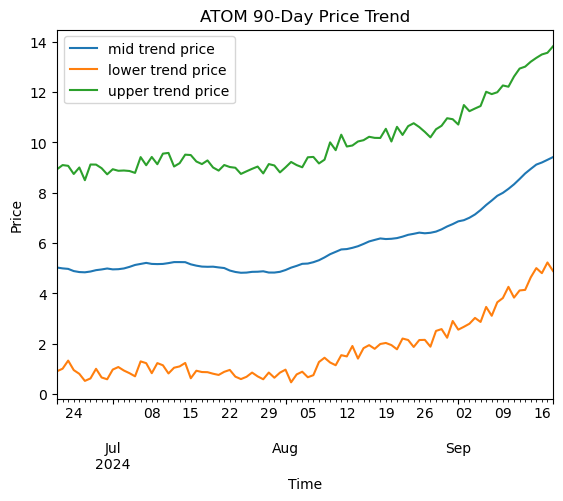 ATOM 90-Day Price Trend
mid trend price
lower trend price
upper trend price
14
12
10
8
6
4
2
0
Price
24 08 15 22 29 05 12 19 26 02 09 16
Jul Aug Sep
2024
Time